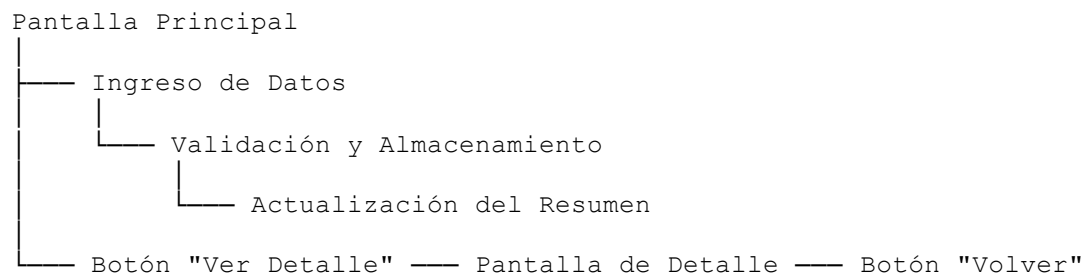 Pantalla Principal
Ingreso de Datos
Validación y Almacenamiento
Actualización del Resumen
Botón "Ver Detalle" ─── Pantalla de Detalle ─── Botón "Volver"